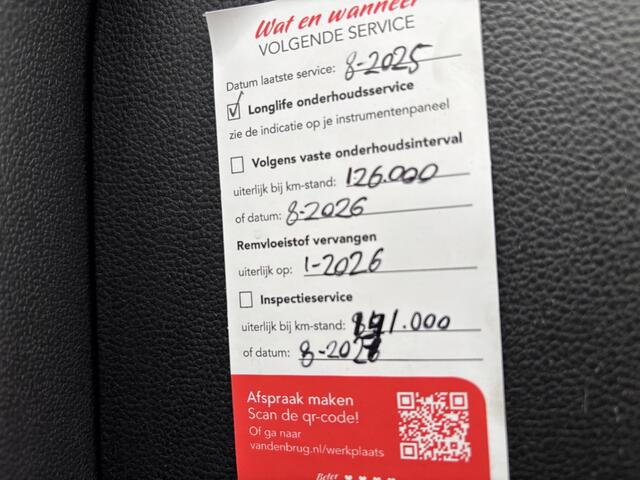 Wat en wanneer
VOLGENDE SERVICE
Datum laatste service: 8-2025
Longlife onderhoudsservice
zie de indicatie op je instrumentenpaneel
Volgens vaste onderhoudsinterval
uiterlijk bij km-stand: 126.000
of datum: 8-2026
Remvloeistof vervangen
uiterlijk op: 1-2026
Inspectieservice
uiterlijk bij km-stand:
of datum:
Afspraak maken
Scan de qr-code!
Of ga naar
vandenbrug.nl/werkplaats
Beter